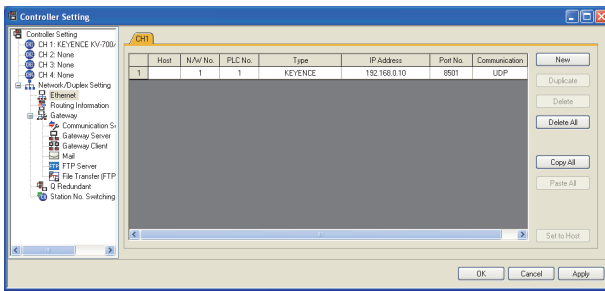 Controller Setting
Controller Setting
CH 1: KEYENCE KV-700/
CH 2: None
CH 3: None
CH 4: None
Network/Duplex Setting
Ethernet
Routing Information
Gateway
Communication S
Gateway Server
Gateway Client
Mail
FTP
FTP Server
File Transfer (FTP
Q Redundant
Station No. Switching
CH1
Host N/W No. PLC No. Type IP Address Port No. Communication
1 1 1 KEYENCE 192.168.0.10 8501 UDP
New
Duplicate
Delete
Delete All
Copy All
Paste All
Set to Host
OK Cancel Apply